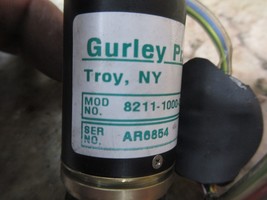 Gurley
Troy, NY
MOD NO. 8211-1000-
SER NO. AR6854